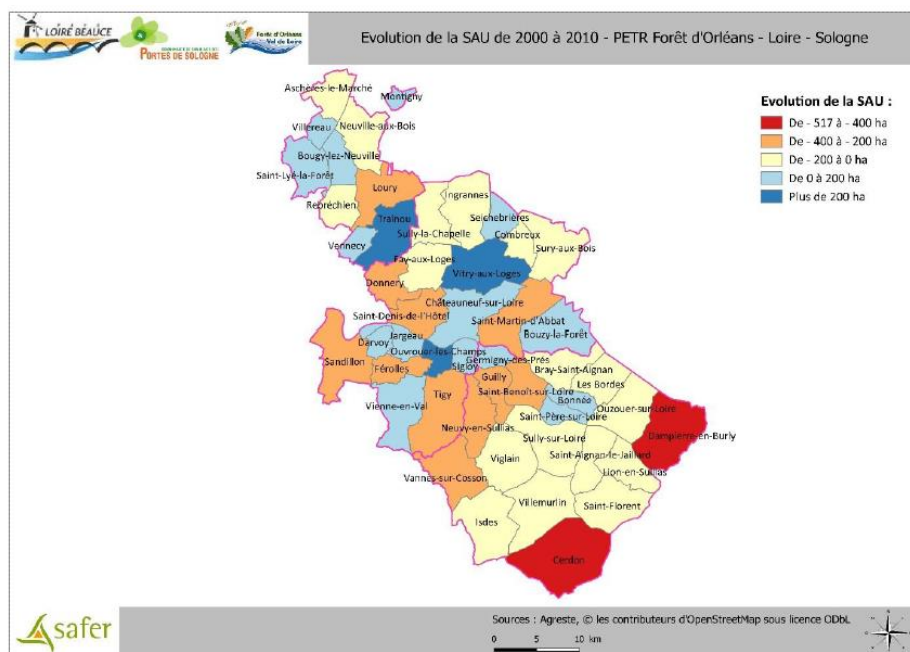 LOIRE BEAUCE
PORTES DE SOLOGNE
Forêt d'Orléans
Val de Loire
Evolution de la SAU de 2000 à 2010 - PETR Forêt d'Orléans - Loire - Sologne
Evolution de la SAU :
De - 517 à - 400 ha
De - 400 à - 200 ha
De - 200 à 0 ha
De 0 à 200 ha
Plus de 200 ha
Aschères-le-Marché
Montigny
Villereau
Neuville-aux-Bois
Bougy-lez-Neuville
Saint-Lyé-la-Forêt
Loury
Rebréchien
Ingrannes
Traînou
Seichebrières
Sully-la-Chapelle
Combreux
Vennecy
Sury-aux-Bois
Fay-aux-Loges
Vitry-aux-Loges
Donnery
Châteauneuf-sur-Loire
Saint-Denis-de-l'Hôtel
Saint-Martin-d'Abbat
Jargeau
Bouzy-la-Forêt
Darvoy
Ouvrouer-les-Champs
Sandillon
Germigny-des-Prés
Férolles
Sigloy
Bray-Saint-Aignan
Guilly
Les Bordes
Tigy
Saint-Benoît-sur-Loire
Bonnée
Vienne-en-Val
Ouzouer-sur-Loire
Saint-Père-sur-Loire
Neuvy-en-Sullias
Sully-sur-Loire
Dampierre-en-Burly
Viglain
Saint-Aignan-le-Jaillard
Lion-en-Sullias
Vannes-sur-Cosson
Villemurlin
Saint-Florent
Isdes
Cerdon
safer
Sources : Agreste, © les contributeurs d'OpenStreetMap sous licence ODbL
0 5 10 km